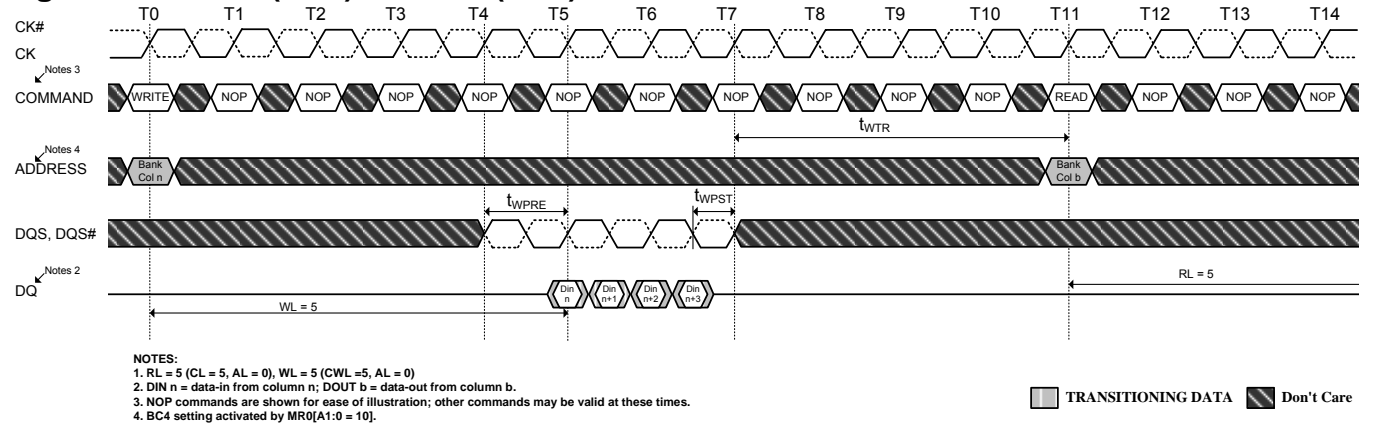 T0 T1 T2 T3 T4 T5 T6 T7 T8 T9 T10 T11 T12 T13 T14
CK#
CK
Notes 3
COMMAND WRITE NOP NOP NOP NOP NOP NOP NOP NOP NOP NOP READ NOP NOP NOP
tWTR
Notes 4
ADDRESS Bank Col n Bank Col b
tWPRE tWPST
DQS, DQS#
Notes 2
DQ Din n Din n+1 Din n+2 Din n+3
RL = 5
WL = 5
NOTES:
1. RL = 5 (CL = 5, AL = 0), WL = 5 (CWL =5, AL = 0)
2. DIN n = data-in from column n; DOUT b = data-out from column b.
3. NOP commands are shown for ease of illustration; other commands may be valid at these times.
4. BC4 setting activated by MR0[A1:0 = 10].
TRANSITIONING DATA Don't Care